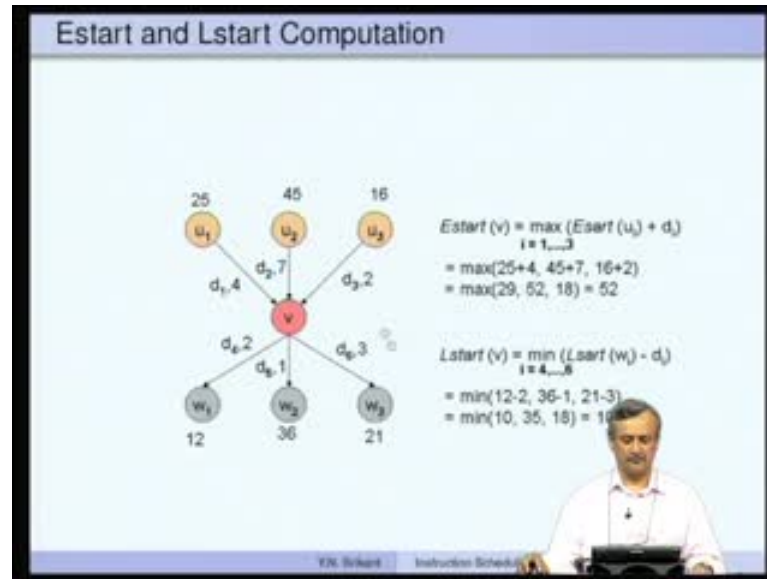 Estart and Lstart Computation
25 45 16
u₁ u₂ u₃
d₁,4 d₂,7 d₃,2
v
d₄,2 d₅,1 d₆,3
w₁ w₂ w₃
12 36 21
Estart (v) = max (Esart (uᵢ) + dᵢ)
i = 1,...,3
= max(25+4, 45+7, 16+2)
= max(29, 52, 18) = 52
Lstart (v) = min (Lsart (wᵢ) - dᵢ)
i = 4,...,6
= min(12-2, 36-1, 21-3)
= min(10, 35, 18) = 1
Y.N. Srikant Instruction